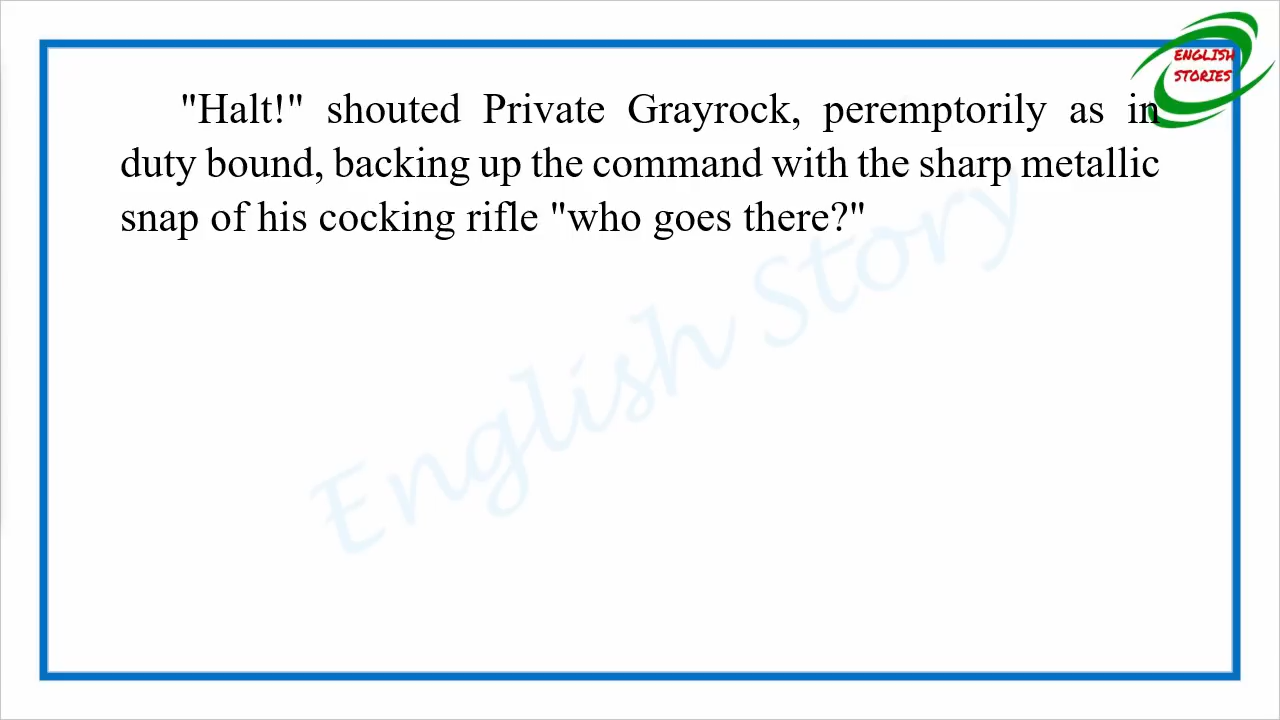 ENGLISH
STORIES
"Halt!" shouted Private Grayrock, peremptorily as in
duty bound, backing up the command with the sharp metallic
snap of his cocking rifle "who goes there?"
English Story